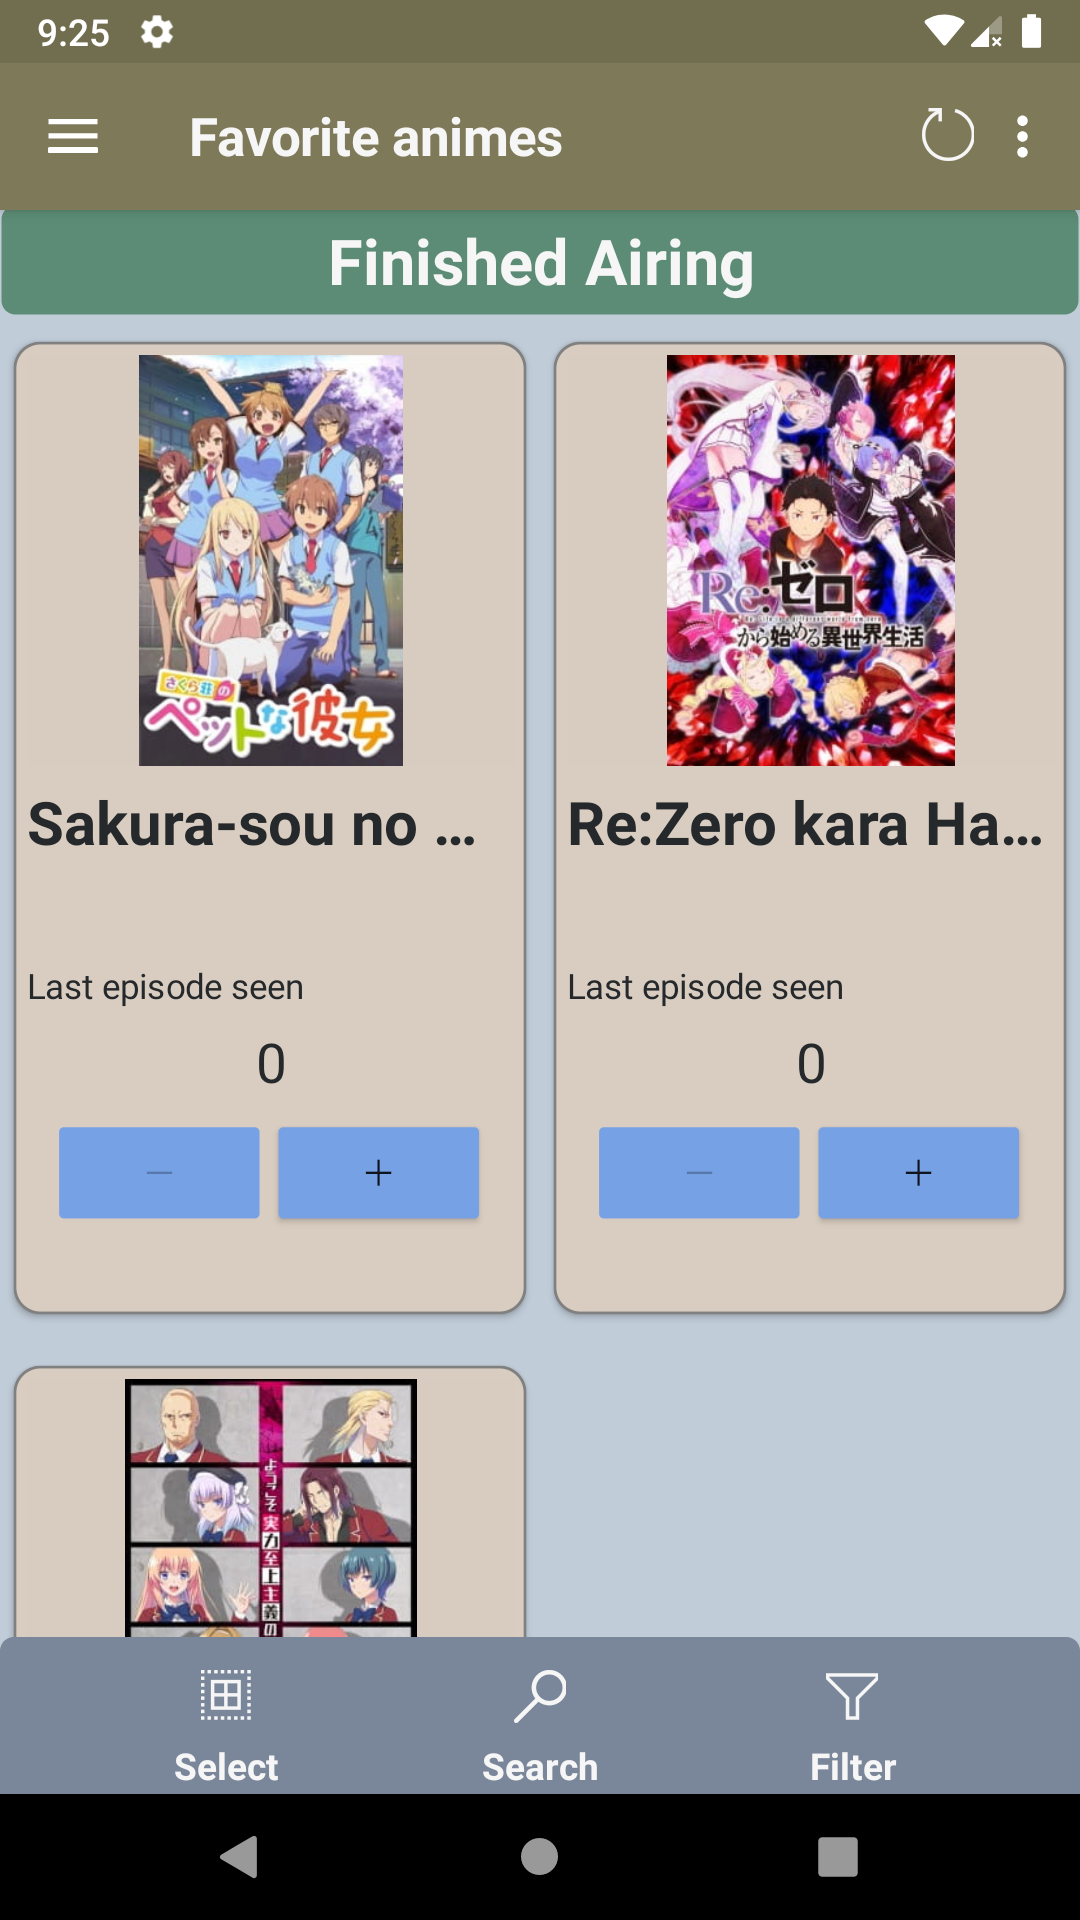 9:25
Favorite animes
Finished Airing
さくら荘の
ペットな彼女
Re:ゼロ
から始める異世界生活
Sakura-sou no ...
Re:Zero kara Ha...
Last episode seen
Last episode seen
0
0
− +
− +
ようこそ実力至上主義の
Select
Search
Filter